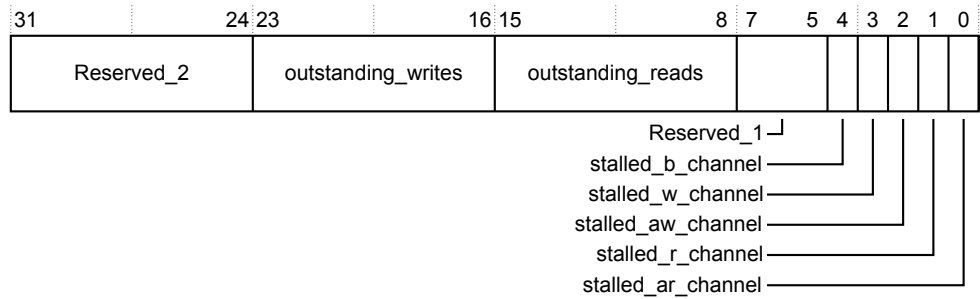 31 24 23 16 15 8 7 5 4 3 2 1 0
Reserved_2 outstanding_writes outstanding_reads
Reserved_1
stalled_b_channel
stalled_w_channel
stalled_aw_channel
stalled_r_channel
stalled_ar_channel